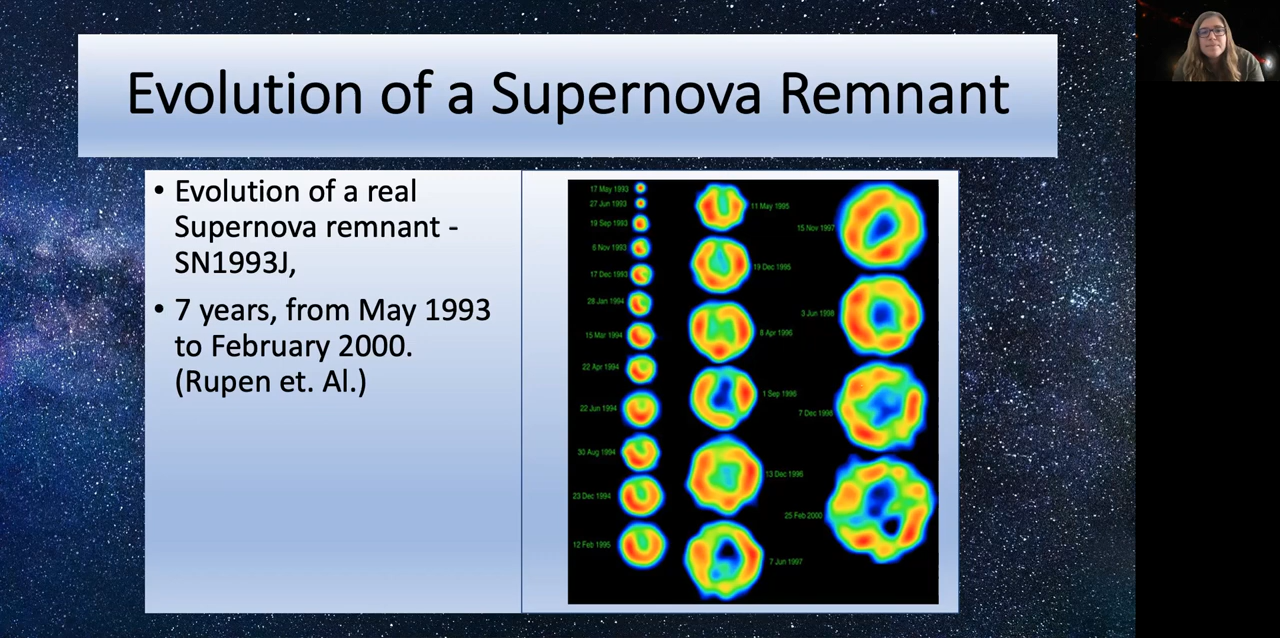 Evolution of a Supernova Remnant
• Evolution of a real
Supernova remnant -
SN1993J,
• 7 years, from May 1993
to February 2000.
(Rupen et. Al.)
17 May 1993
27 Jun 1993
19 Sep 1993
6 Nov 1993
17 Dec 1993
28 Jan 1994
15 Mar 1994
22 Apr 1994
22 Jun 1994
30 Aug 1994
23 Dec 1994
12 Feb 1995
11 May 1995
19 Dec 1995
8 Apr 1996
1 Sep 1996
13 Dec 1996
7 Jun 1997
15 Nov 1997
3 Jun 1998
7 Dec 1998
25 Feb 2000